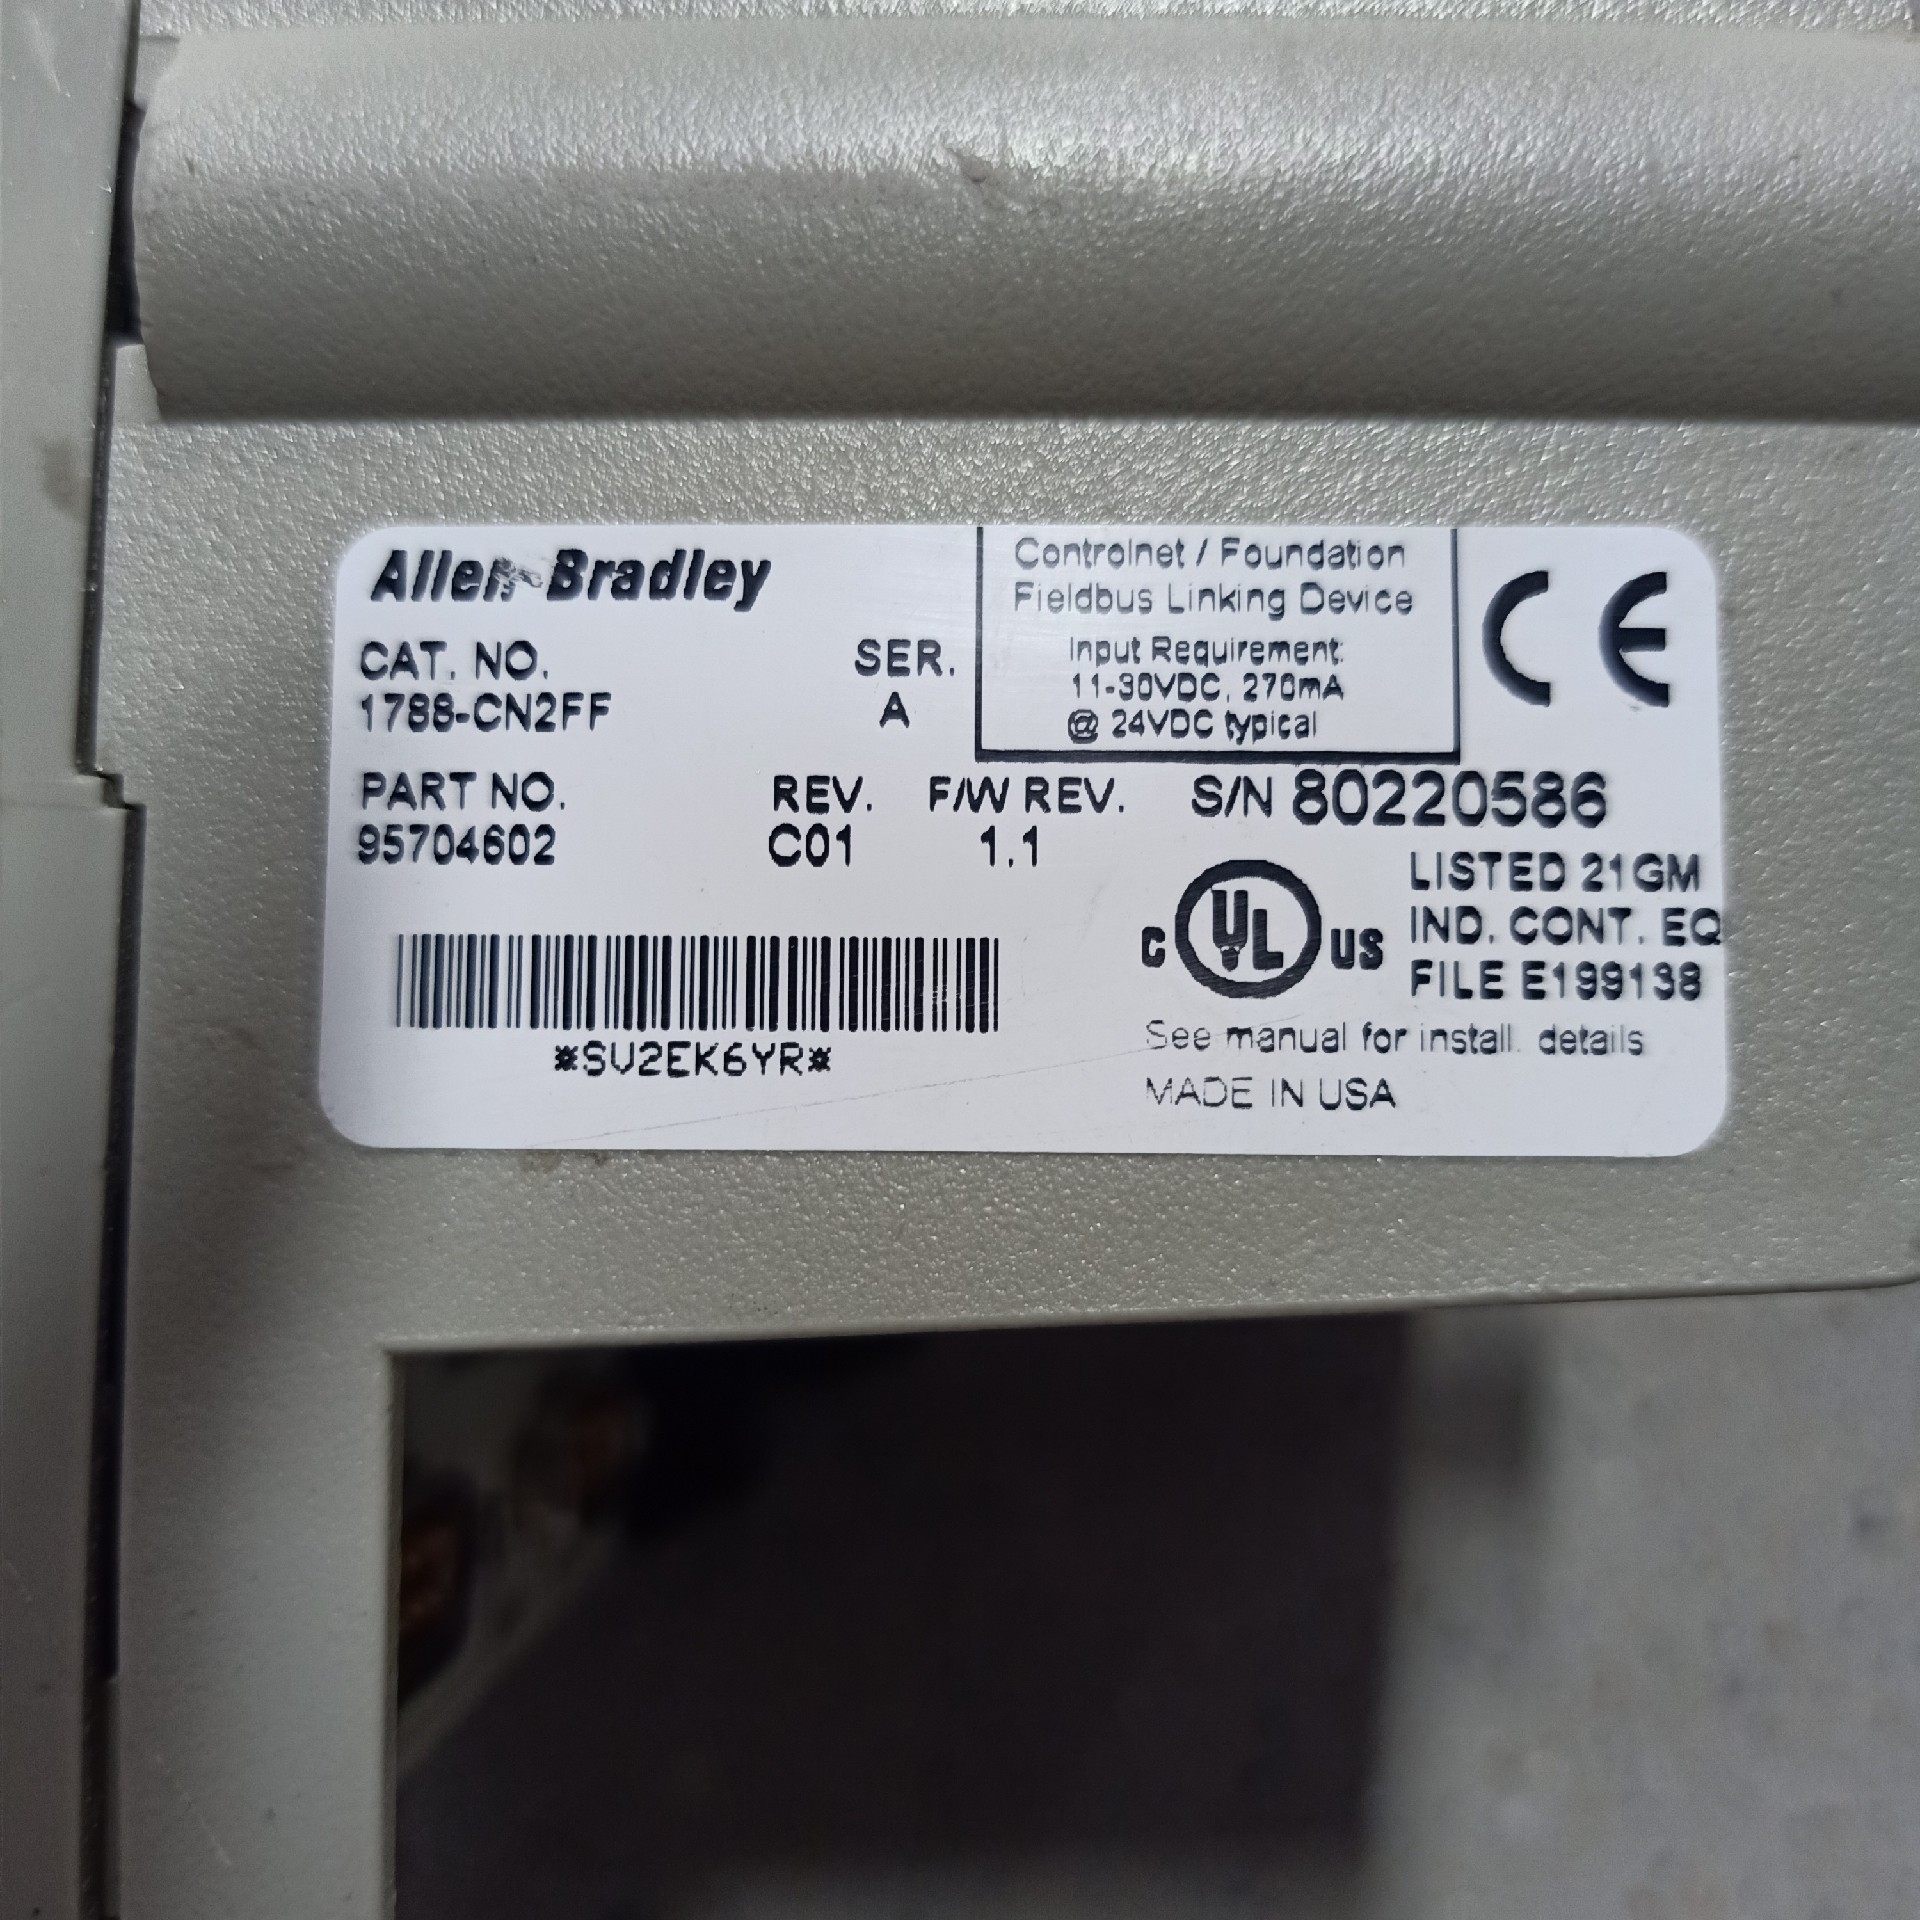 Allen-Bradley
CAT. NO.
1788-CN2FF
SER.
A
Controlnet / Foundation
Fieldbus Linking Device
Input Requirement:
11-30VDC, 270mA
@ 24VDC typical
CE
PART NO.
95704602
REV.
C01
F/W REV.
1.1
S/N 80220586
C UL US
LISTED 21GM
IND. CONT. EQ
FILE E199138
*SU2EK6YR*
See manual for install. details
MADE IN USA